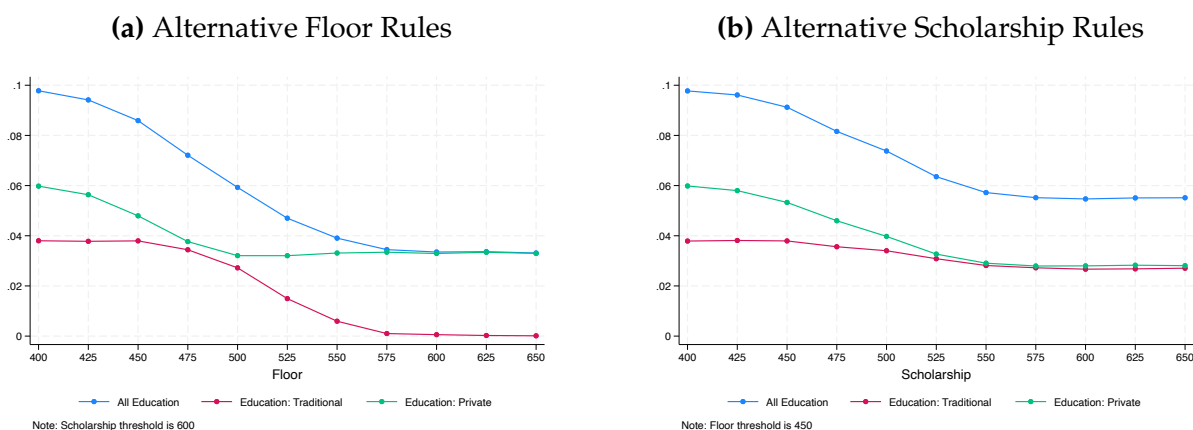 (a) Alternative Floor Rules
.1
.08
.06
.04
.02
0
400 425 450 475 500 525 550 575 600 625 650
Floor
All Education Education: Traditional Education: Private
Note: Scholarship threshold is 600
(b) Alternative Scholarship Rules
.1
.08
.06
.04
.02
0
400 425 450 475 500 525 550 575 600 625 650
Scholarship
All Education Education: Traditional Education: Private
Note: Floor threshold is 450